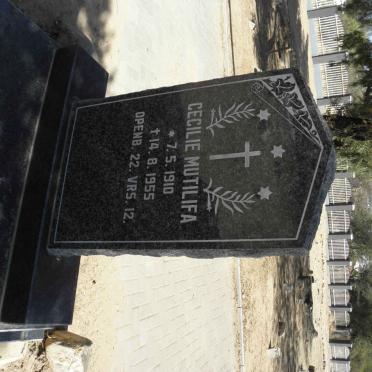 CECILIE MUTILIFA
* 7. 5. 1910
† 14. 8. 1955
OPENB. 22. VRS. 12.